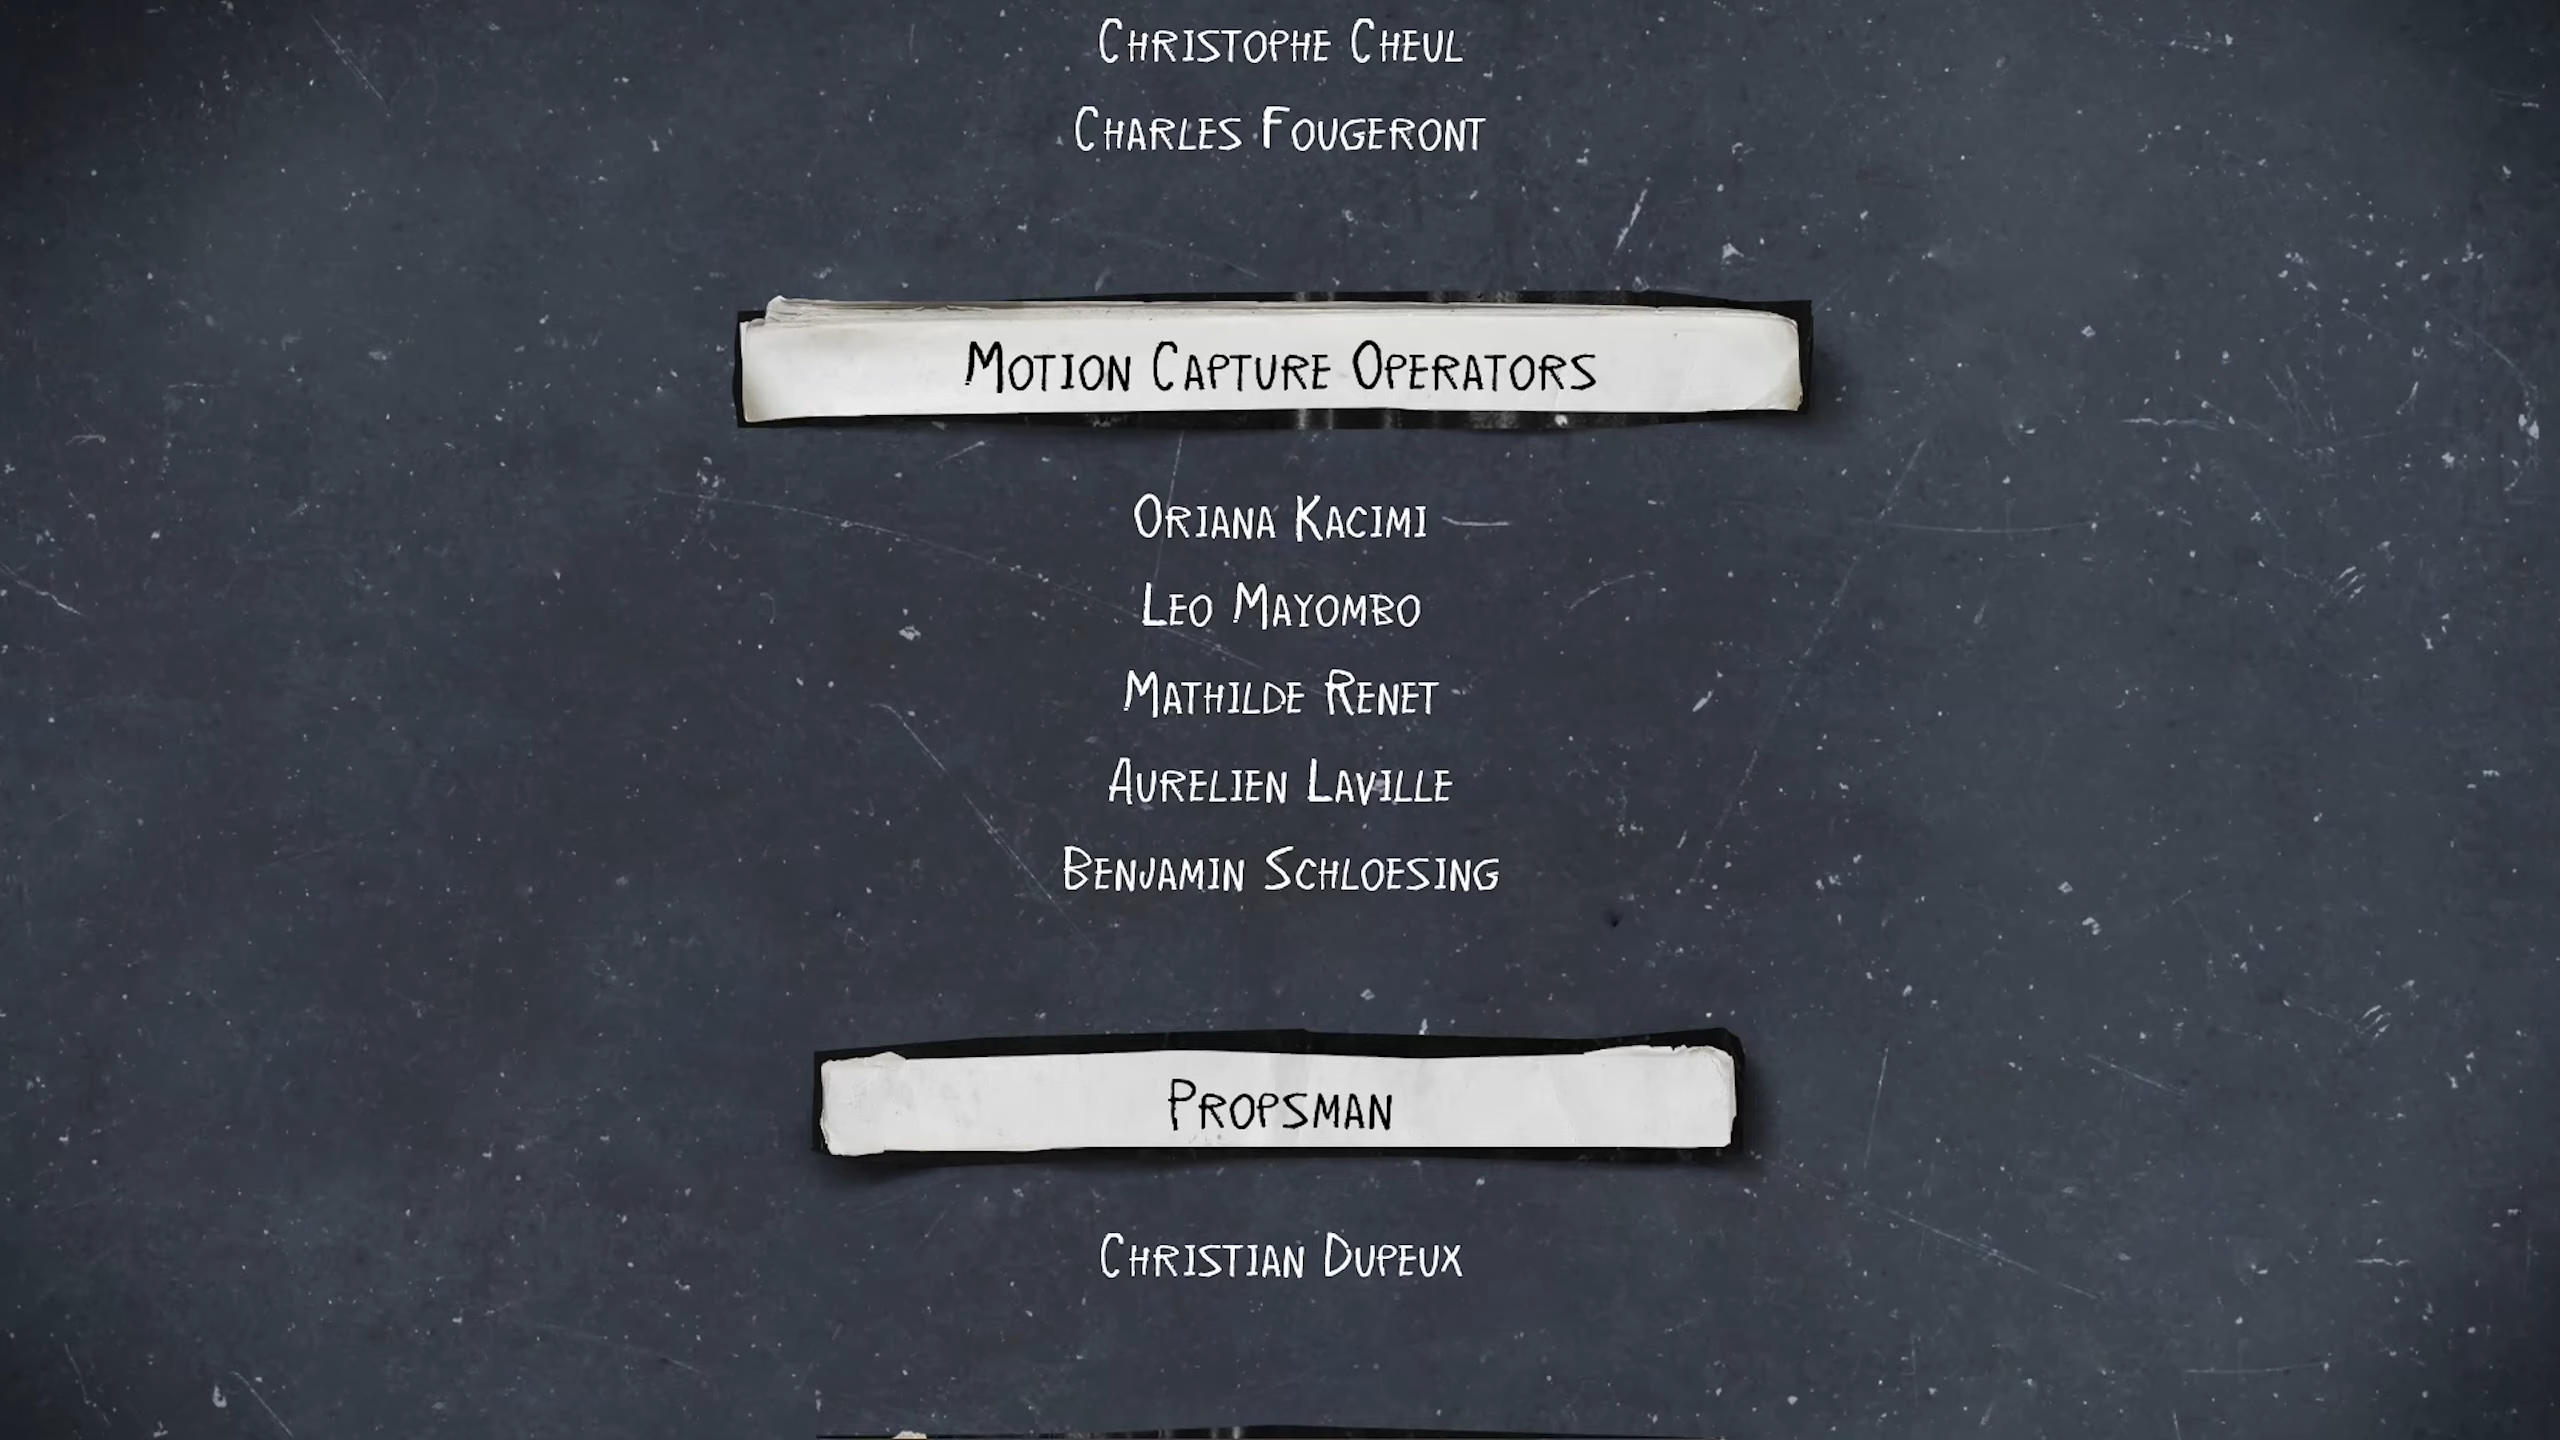 Christophe Cheul
Charles Fougeront
Motion Capture Operators
Oriana Kacimi
Leo Mayombo
Mathilde Renet
Aurelien Laville
Benjamin Schloesing
Propsman
Christian Dupeux